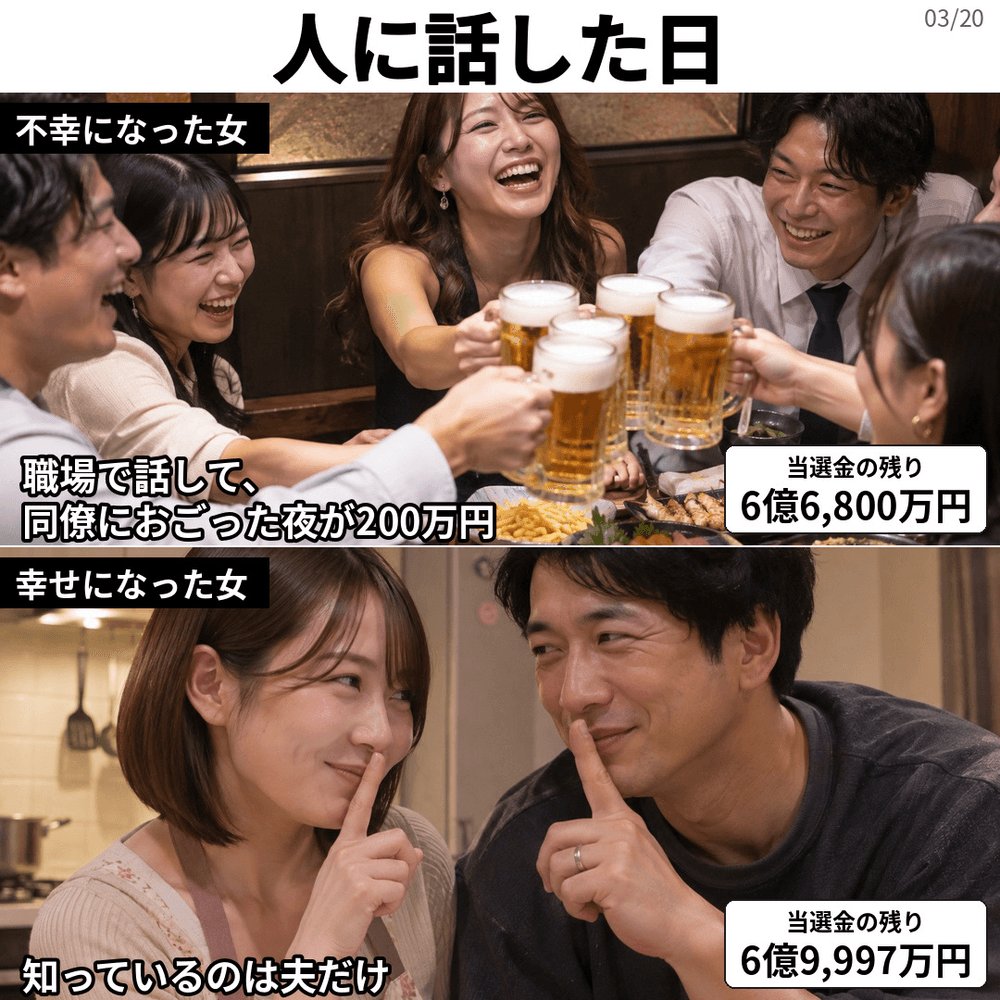 03/20
人に話した日
不幸になった女
職場で話して、
同僚におごった夜が200万円
当選金の残り
6億6,800万円
幸せになった女
知っているのは夫だけ
当選金の残り
6億9,997万円